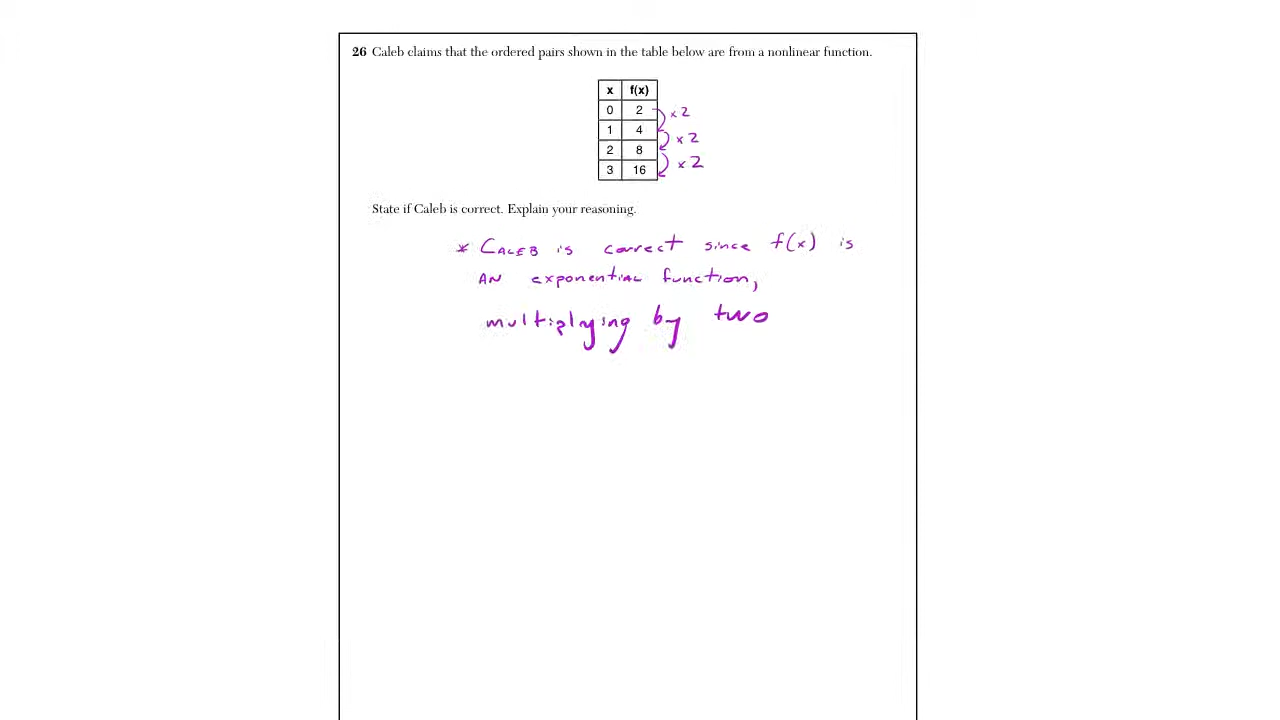 26 Caleb claims that the ordered pairs shown in the table below are from a nonlinear function.
x f(x)
0 2 x 2
1 4 x 2
2 8 x 2
3 16
State if Caleb is correct. Explain your reasoning.
* CALEB is correct since f(x) is
AN exponential function,
multiplying by two